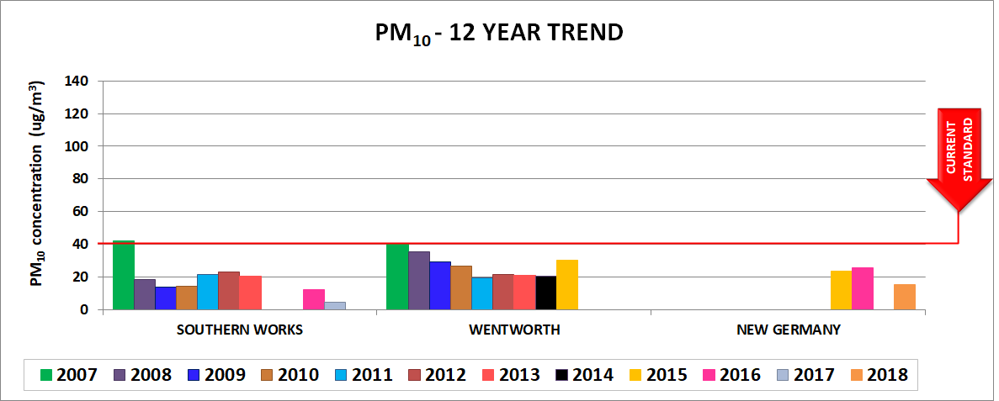 PM10 - 12 YEAR TREND
PM10 concentration (ug/m3)
140
120
100
80
60
40
20
0
CURRENT
STANDARD
SOUTHERN WORKS WENTWORTH NEW GERMANY
2007 2008 2009 2010 2011 2012 2013 2014 2015 2016 2017 2018